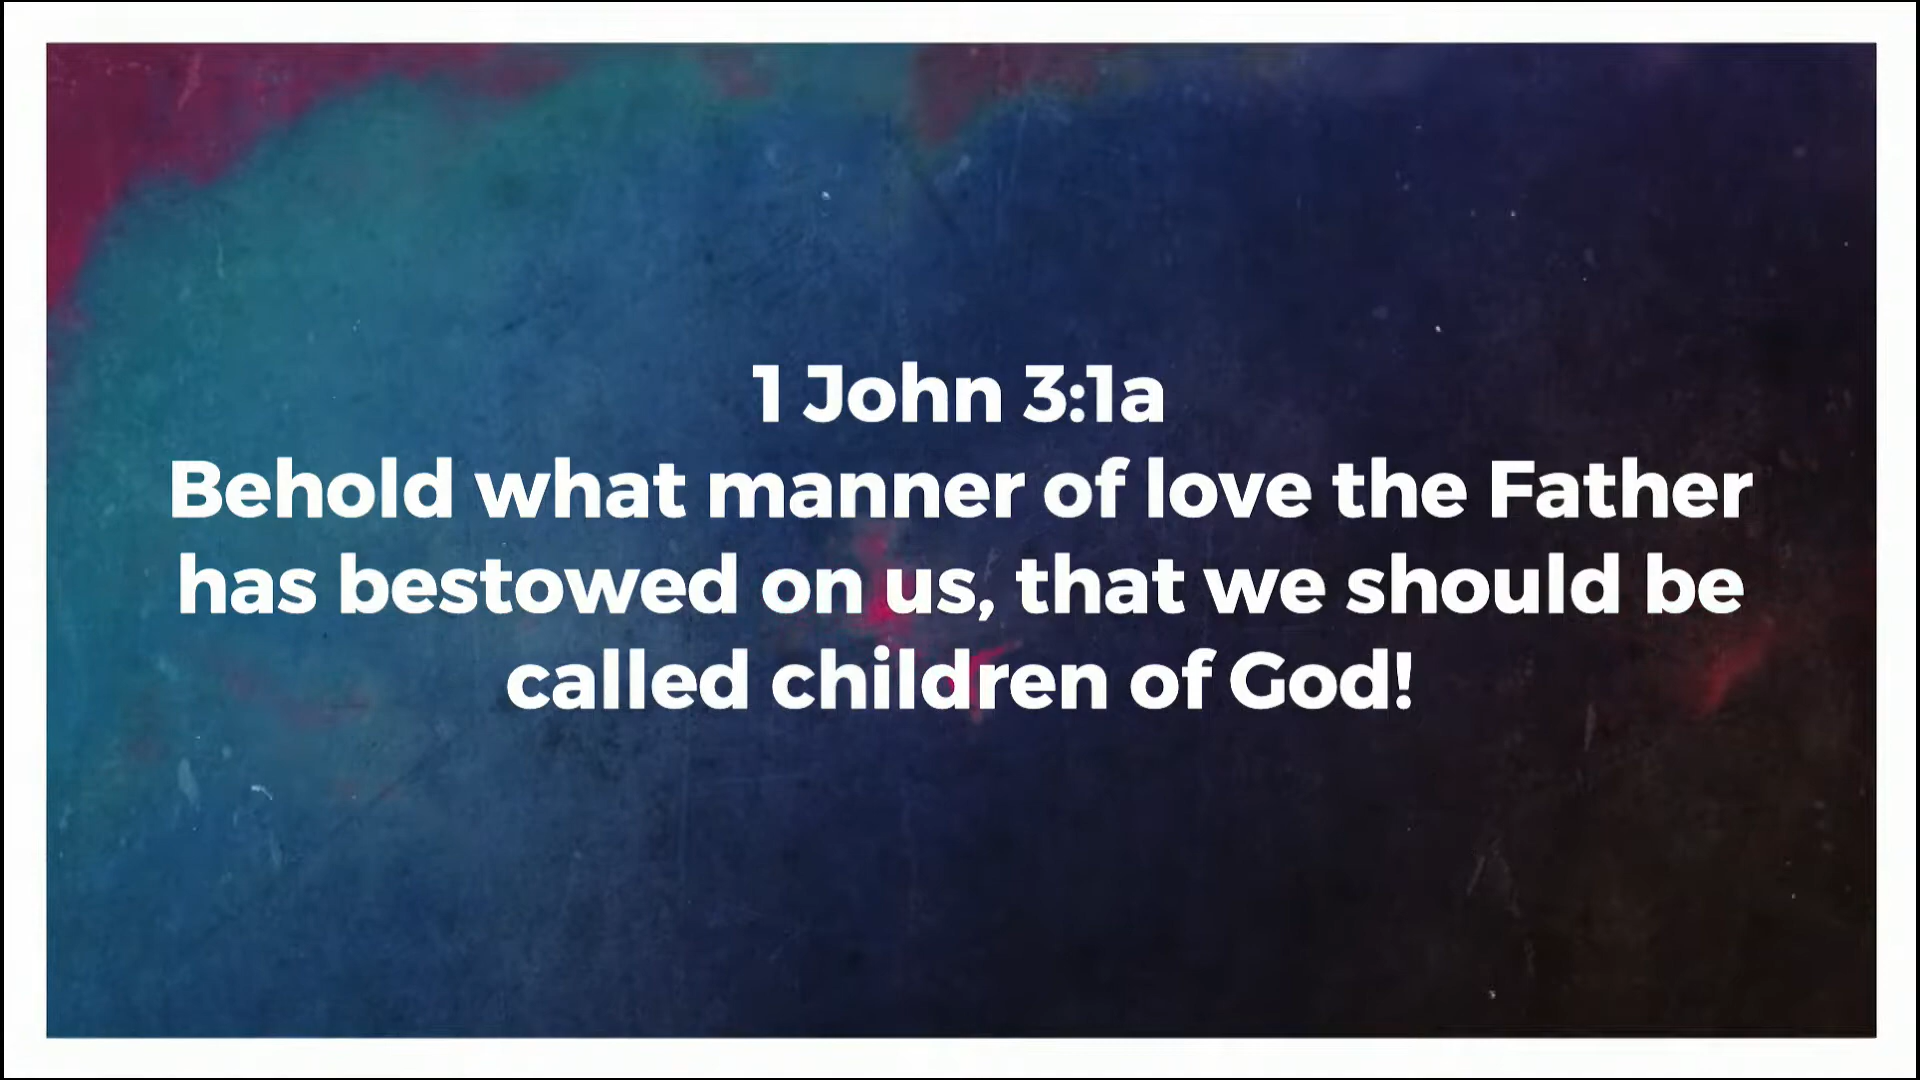 1 John 3:1a
Behold what manner of love the Father
has bestowed on us, that we should be
called children of God!